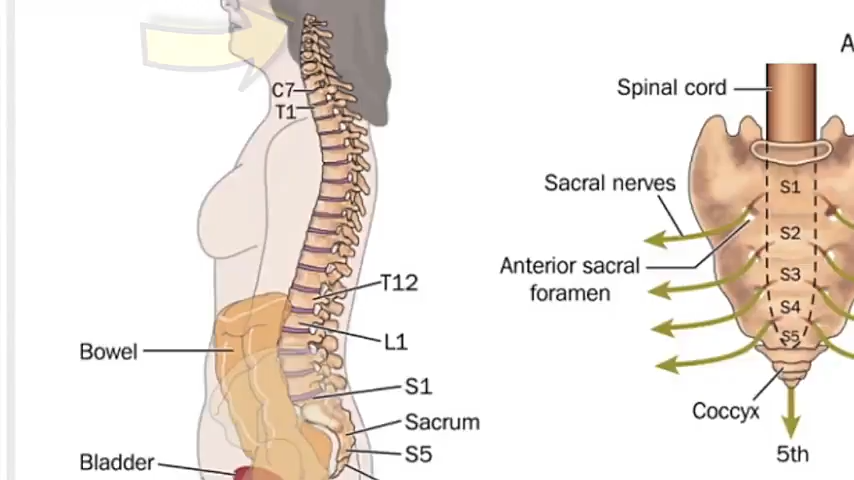 C7
T1
T12
L1
Bowel
S1
Sacrum
S5
Bladder
A
Spinal cord
Sacral nerves
Anterior sacral
foramen
S1
S2
S3
S4
S5
Coccyx
5th